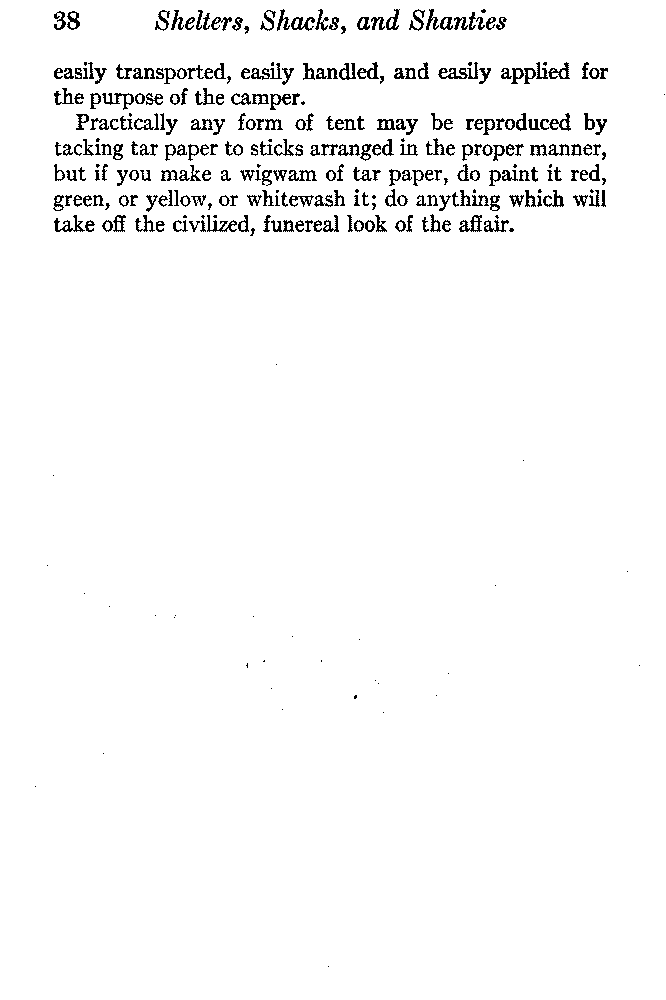 38 Shelters, Shacks, and Shanties
easily transported, easily handled, and easily applied for
the purpose of the camper.
Practically any form of tent may be reproduced by
tacking tar paper to sticks arranged in the proper manner,
but if you make a wigwam of tar paper, do paint it red,
green, or yellow, or whitewash it; do anything which will
take off the civilized, funereal look of the affair.